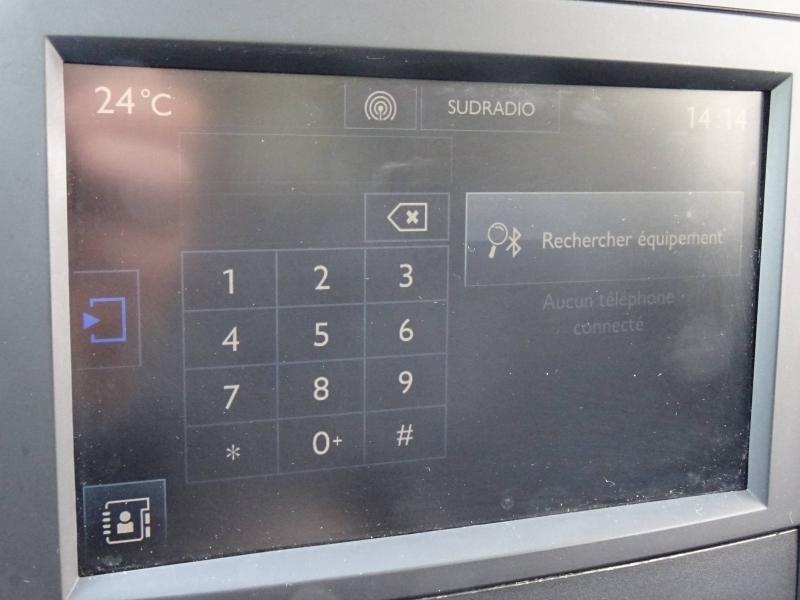 24°C
SUDRADIO
14:14
Rechercher équipement
Aucun téléphone
connecté
1 2 3
4 5 6
7 8 9
* 0+ #